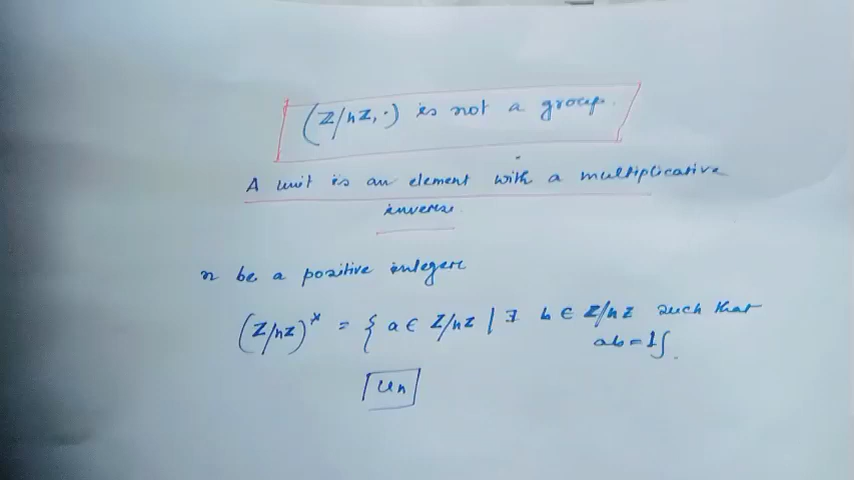 (Z/nZ, ·) is not a group.
A unit is an element with a multiplicative
inverse.
n be a positive integer
(Z/nZ)* = { a ∈ Z/nZ | ∃ b ∈ Z/nZ such that
ab = 1}.
Un